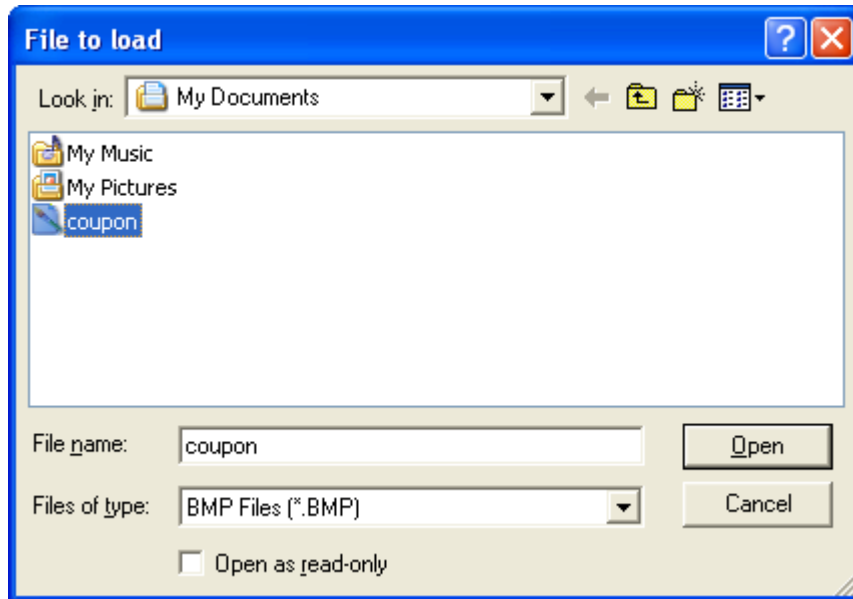 File to load
Look in: My Documents
My Music
My Pictures
coupon
File name: coupon Open
Files of type: BMP Files (*.BMP) Cancel
Open as read-only